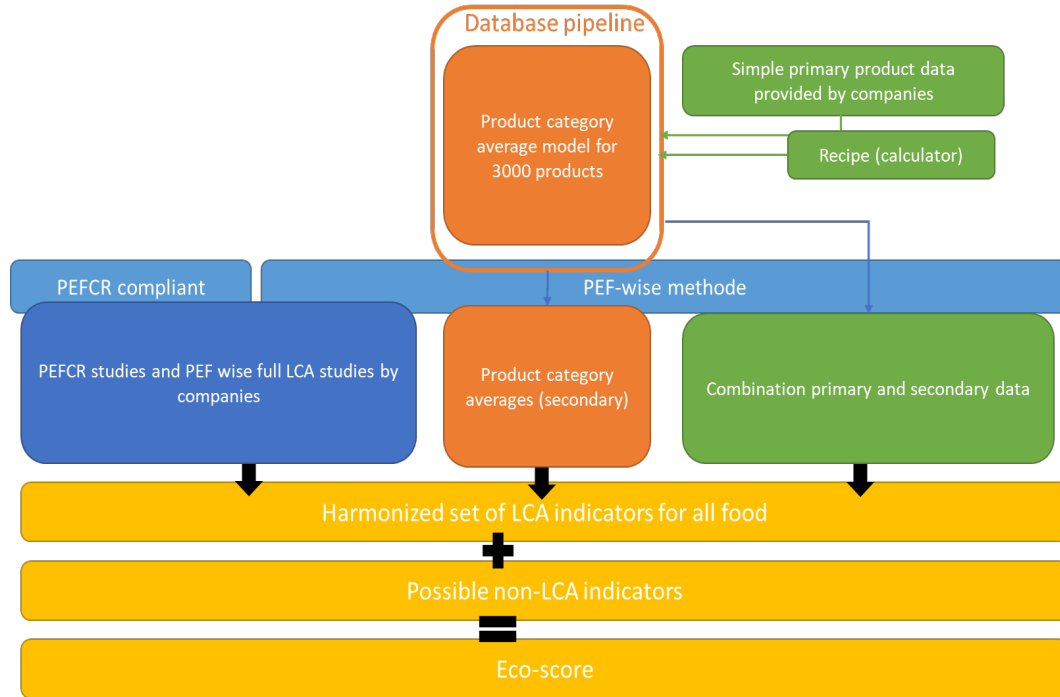 Database pipeline
Product category
average model for
3000 products
Simple primary product data
provided by companies
Recipe (calculator)
PEFCR compliant
PEF-wise methode
PEFCR studies and PEF wise full LCA studies by
companies
Product category
averages (secondary)
Combination primary and secondary data
Harmonized set of LCA indicators for all food
Possible non-LCA indicators
Eco-score